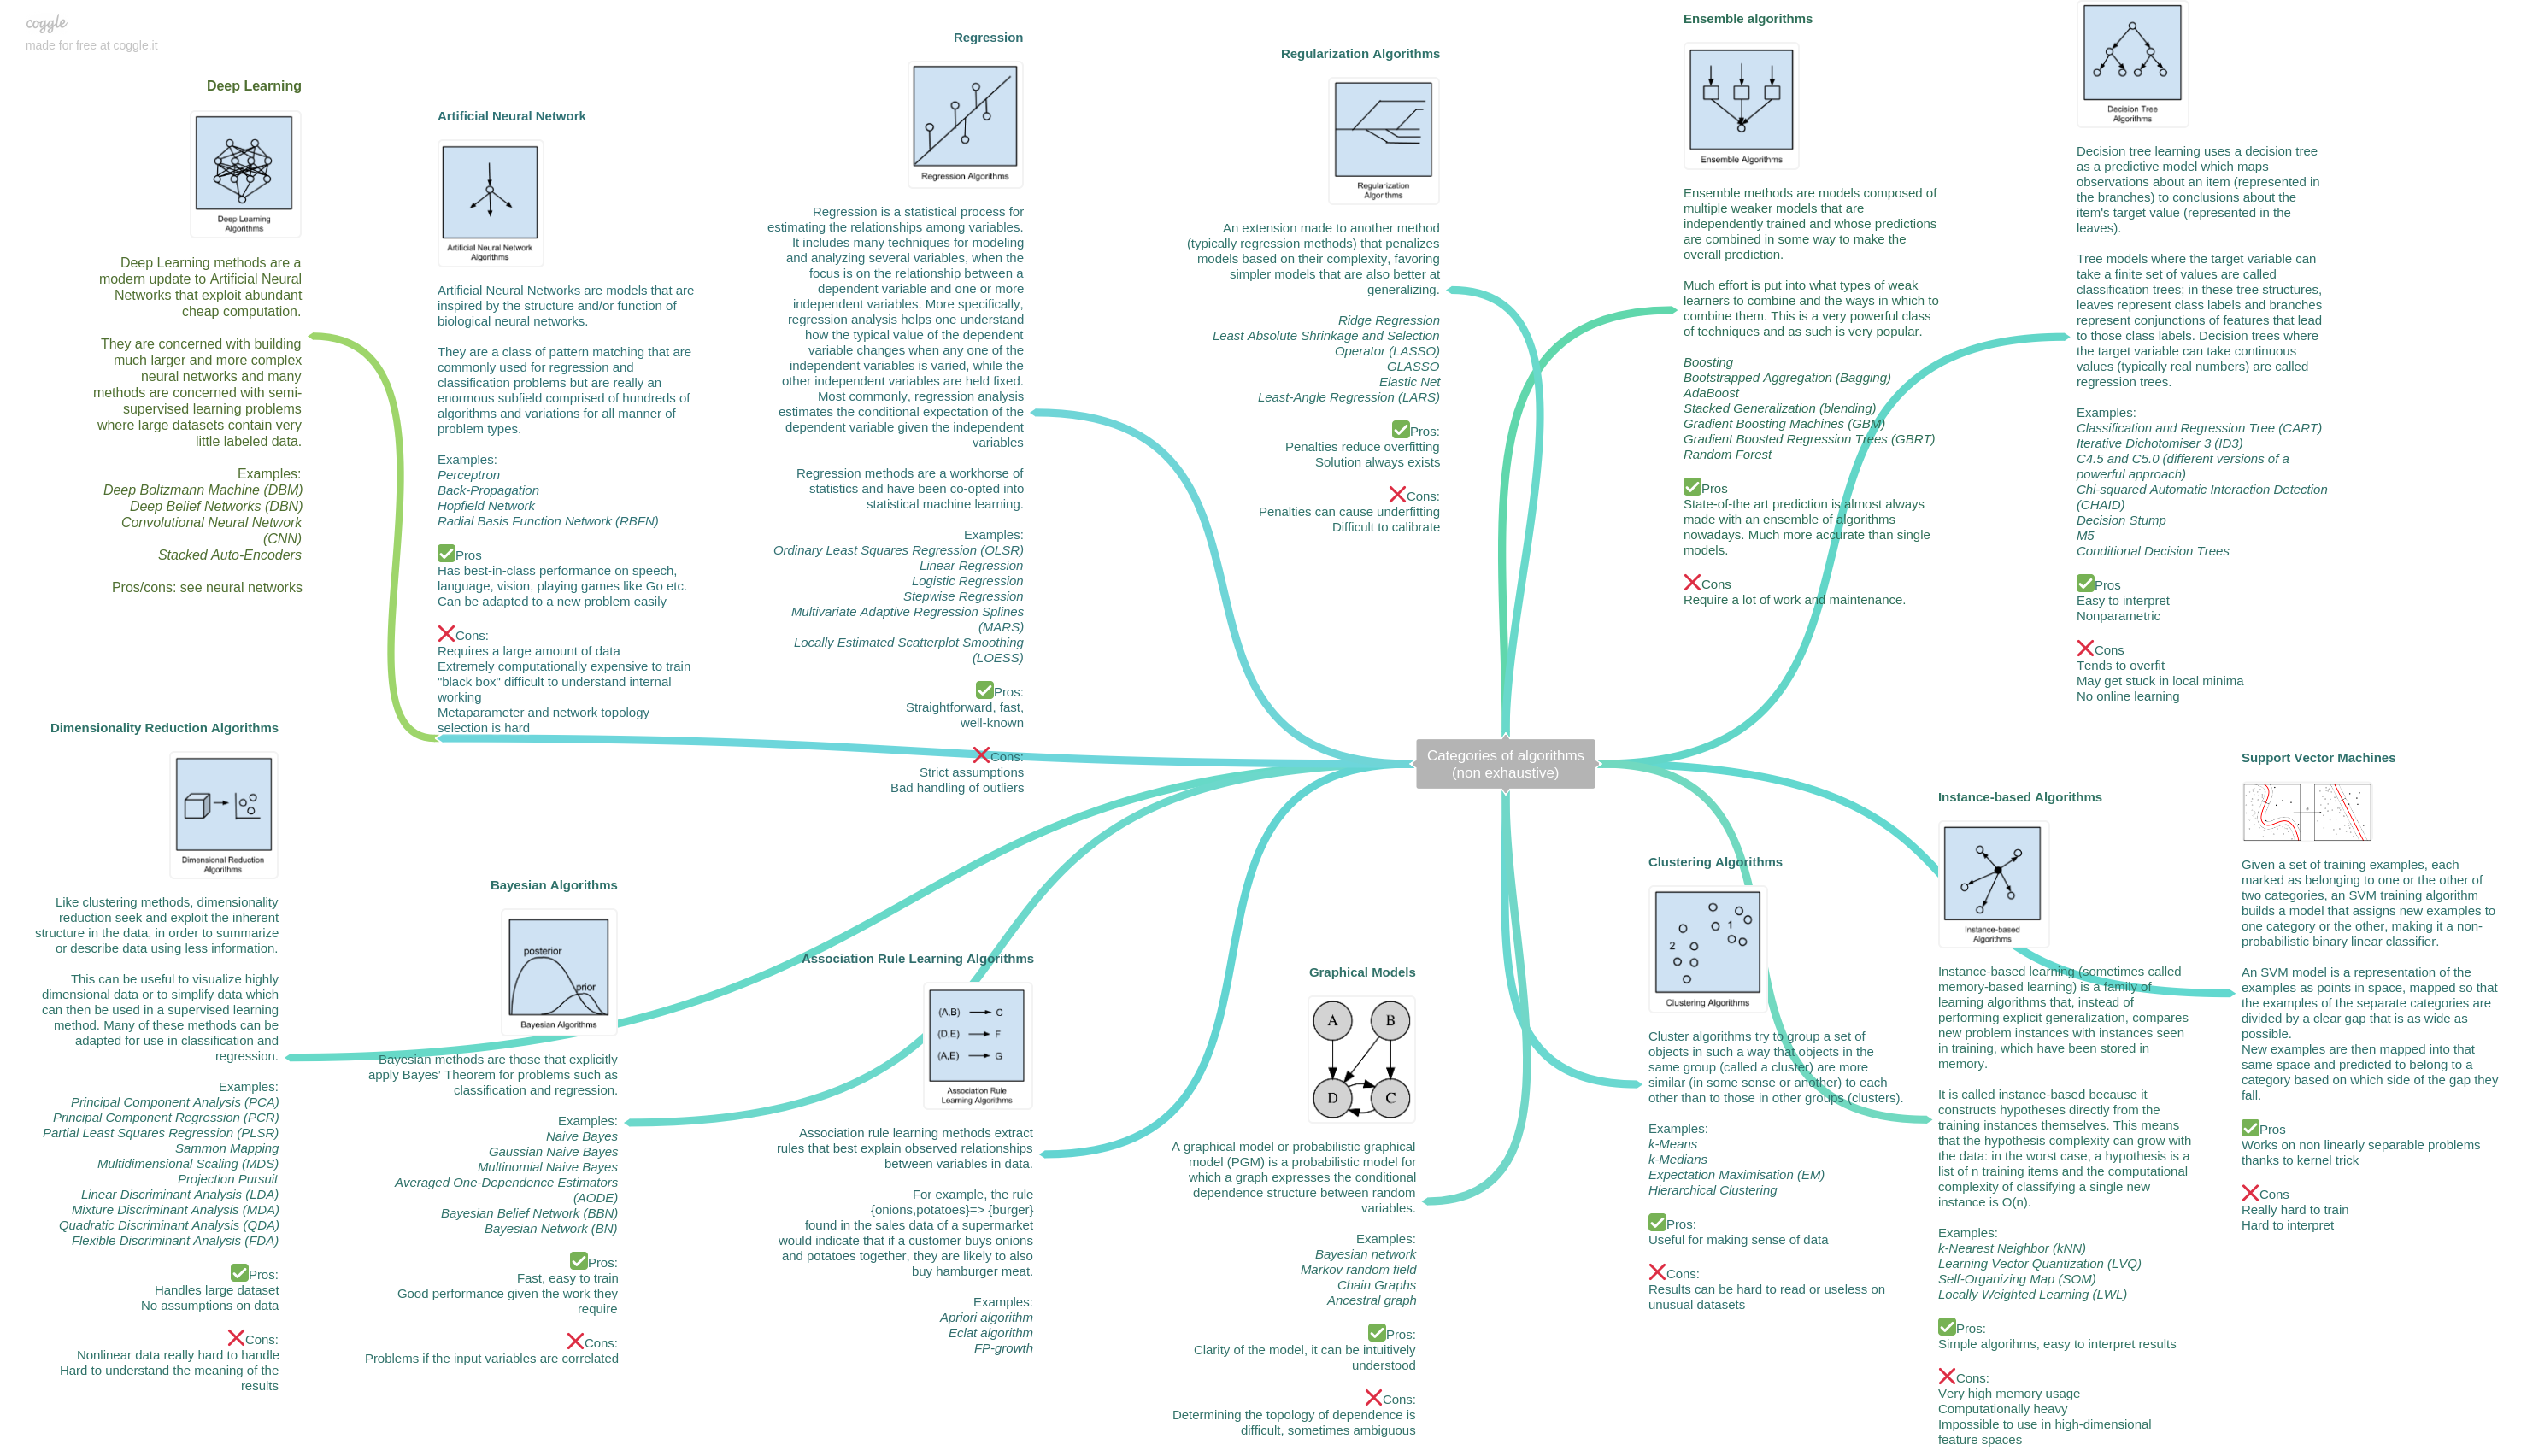 coggle
made for free at coggle.it
Deep Learning
Deep Learning
Algorithms
Deep Learning methods are a
modern update to Artificial Neural
Networks that exploit abundant
cheap computation.
They are concerned with building
much larger and more complex
neural networks and many
methods are concerned with semi-
supervised learning problems
where large datasets contain very
little labeled data.
Examples:
Deep Boltzmann Machine (DBM)
Deep Belief Networks (DBN)
Convolutional Neural Network
(CNN)
Stacked Auto-Encoders
Pros/cons: see neural networks
Artificial Neural Network
Artificial Neural Network
Algorithms
Artificial Neural Networks are models that are
inspired by the structure and/or function of
biological neural networks.
They are a class of pattern matching that are
commonly used for regression and
classification problems but are really an
enormous subfield comprised of hundreds of
algorithms and variations for all manner of
problem types.
Examples:
Perceptron
Back-Propagation
Hopfield Network
Radial Basis Function Network (RBFN)
✅Pros
Has best-in-class performance on speech,
language, vision, playing games like Go etc.
Can be adapted to a new problem easily
❌Cons:
Requires a large amount of data
Extremely computationally expensive to train
"black box" difficult to understand internal
working
Metaparameter and network topology
selection is hard
Regression
Regression Algorithms
Regression is a statistical process for
estimating the relationships among variables.
It includes many techniques for modeling
and analyzing several variables, when the
focus is on the relationship between a
dependent variable and one or more
independent variables. More specifically,
regression analysis helps one understand
how the typical value of the dependent
variable changes when any one of the
independent variables is varied, while the
other independent variables are held fixed.
Most commonly, regression analysis
estimates the conditional expectation of the
dependent variable given the independent
variables
Regression methods are a workhorse of
statistics and have been co-opted into
statistical machine learning.
Examples:
Ordinary Least Squares Regression (OLSR)
Linear Regression
Logistic Regression
Stepwise Regression
Multivariate Adaptive Regression Splines
(MARS)
Locally Estimated Scatterplot Smoothing
(LOESS)
✅Pros:
Straightforward, fast,
well-known
❌Cons:
Strict assumptions
Bad handling of outliers
Regularization Algorithms
Regularization
Algorithms
An extension made to another method
(typically regression methods) that penalizes
models based on their complexity, favoring
simpler models that are also better at
generalizing.
Ridge Regression
Least Absolute Shrinkage and Selection
Operator (LASSO)
GLASSO
Elastic Net
Least-Angle Regression (LARS)
✅Pros:
Penalties reduce overfitting
Solution always exists
❌Cons:
Penalties can cause underfitting
Difficult to calibrate
Ensemble algorithms
Ensemble Algorithms
Ensemble methods are models composed of
multiple weaker models that are
independently trained and whose predictions
are combined in some way to make the
overall prediction.
Much effort is put into what types of weak
learners to combine and the ways in which to
combine them. This is a very powerful class
of techniques and as such is very popular.
Boosting
Bootstrapped Aggregation (Bagging)
AdaBoost
Stacked Generalization (blending)
Gradient Boosting Machines (GBM)
Gradient Boosted Regression Trees (GBRT)
Random Forest
✅Pros
State-of-the art prediction is almost always
made with an ensemble of algorithms
nowadays. Much more accurate than single
models.
❌Cons
Require a lot of work and maintenance.
Decision Tree
Algorithms
Decision tree learning uses a decision tree
as a predictive model which maps
observations about an item (represented in
the branches) to conclusions about the
item's target value (represented in the
leaves).
Tree models where the target variable can
take a finite set of values are called
classification trees; in these tree structures,
leaves represent class labels and branches
represent conjunctions of features that lead
to those class labels. Decision trees where
the target variable can take continuous
values (typically real numbers) are called
regression trees.
Examples:
Classification and Regression Tree (CART)
Iterative Dichotomiser 3 (ID3)
C4.5 and C5.0 (different versions of a
powerful approach)
Chi-squared Automatic Interaction Detection
(CHAID)
Decision Stump
M5
Conditional Decision Trees
✅Pros
Easy to interpret
Nonparametric
❌Cons
Tends to overfit
May get stuck in local minima
No online learning
Categories of algorithms
(non exhaustive)
Dimensionality Reduction Algorithms
Dimensional Reduction
Algorithms
Like clustering methods, dimensionality
reduction seek and exploit the inherent
structure in the data, in order to summarize
or describe data using less information.
This can be useful to visualize highly
dimensional data or to simplify data which
can then be used in a supervised learning
method. Many of these methods can be
adapted for use in classification and
regression.
Examples:
Principal Component Analysis (PCA)
Principal Component Regression (PCR)
Partial Least Squares Regression (PLSR)
Sammon Mapping
Multidimensional Scaling (MDS)
Projection Pursuit
Linear Discriminant Analysis (LDA)
Mixture Discriminant Analysis (MDA)
Quadratic Discriminant Analysis (QDA)
Flexible Discriminant Analysis (FDA)
✅Pros:
Handles large dataset
No assumptions on data
❌Cons:
Nonlinear data really hard to handle
Hard to understand the meaning of the
results
Bayesian Algorithms
posterior
prior
Bayesian Algorithms
Bayesian methods are those that explicitly
apply Bayes' Theorem for problems such as
classification and regression.
Examples:
Naive Bayes
Gaussian Naive Bayes
Multinomial Naive Bayes
Averaged One-Dependence Estimators
(AODE)
Bayesian Belief Network (BBN)
Bayesian Network (BN)
✅Pros:
Fast, easy to train
Good performance given the work they
require
❌Cons:
Problems if the input variables are correlated
Association Rule Learning Algorithms
(A,B) C
(D,E) F
(A,E) G
Association Rule
Learning Algorithms
Association rule learning methods extract
rules that best explain observed relationships
between variables in data.
For example, the rule
{onions,potatoes}=> {burger}
found in the sales data of a supermarket
would indicate that if a customer buys onions
and potatoes together, they are likely to also
buy hamburger meat.
Examples:
Apriori algorithm
Eclat algorithm
FP-growth
Graphical Models
A B
D C
A graphical model or probabilistic graphical
model (PGM) is a probabilistic model for
which a graph expresses the conditional
dependence structure between random
variables.
Examples:
Bayesian network
Markov random field
Chain Graphs
Ancestral graph
✅Pros:
Clarity of the model, it can be intuitively
understood
❌Cons:
Determining the topology of dependence is
difficult, sometimes ambiguous
Clustering Algorithms
1
2
Clustering Algorithms
Cluster algorithms try to group a set of
objects in such a way that objects in the
same group (called a cluster) are more
similar (in some sense or another) to each
other than to those in other groups (clusters).
Examples:
k-Means
k-Medians
Expectation Maximisation (EM)
Hierarchical Clustering
✅Pros:
Useful for making sense of data
❌Cons:
Results can be hard to read or useless on
unusual datasets
Instance-based Algorithms
Instance-based
Algorithms
Instance-based learning (sometimes called
memory-based learning) is a family of
learning algorithms that, instead of
performing explicit generalization, compares
new problem instances with instances seen
in training, which have been stored in
memory.
It is called instance-based because it
constructs hypotheses directly from the
training instances themselves. This means
that the hypothesis complexity can grow with
the data: in the worst case, a hypothesis is a
list of n training items and the computational
complexity of classifying a single new
instance is O(n).
Examples:
k-Nearest Neighbor (kNN)
Learning Vector Quantization (LVQ)
Self-Organizing Map (SOM)
Locally Weighted Learning (LWL)
✅Pros:
Simple algorihms, easy to interpret results
❌Cons:
Very high memory usage
Computationally heavy
Impossible to use in high-dimensional
feature spaces
Support Vector Machines
Given a set of training examples, each
marked as belonging to one or the other of
two categories, an SVM training algorithm
builds a model that assigns new examples to
one category or the other, making it a non-
probabilistic binary linear classifier.
An SVM model is a representation of the
examples as points in space, mapped so that
the examples of the separate categories are
divided by a clear gap that is as wide as
possible.
New examples are then mapped into that
same space and predicted to belong to a
category based on which side of the gap they
fall.
✅Pros
Works on non linearly separable problems
thanks to kernel trick
❌Cons
Really hard to train
Hard to interpret